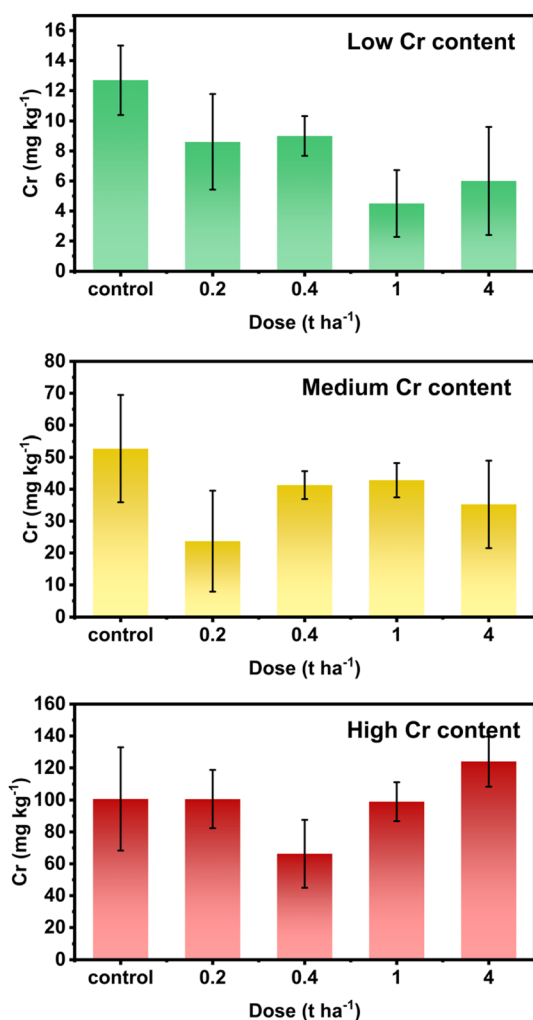 Low Cr content
Cr (mg kg⁻¹)
16
14
12
10
8
6
4
2
0
control 0.2 0.4 1 4
Dose (t ha⁻¹)
Medium Cr content
Cr (mg kg⁻¹)
80
70
60
50
40
30
20
10
0
control 0.2 0.4 1 4
Dose (t ha⁻¹)
High Cr content
Cr (mg kg⁻¹)
160
140
120
100
80
60
40
20
0
control 0.2 0.4 1 4
Dose (t ha⁻¹)